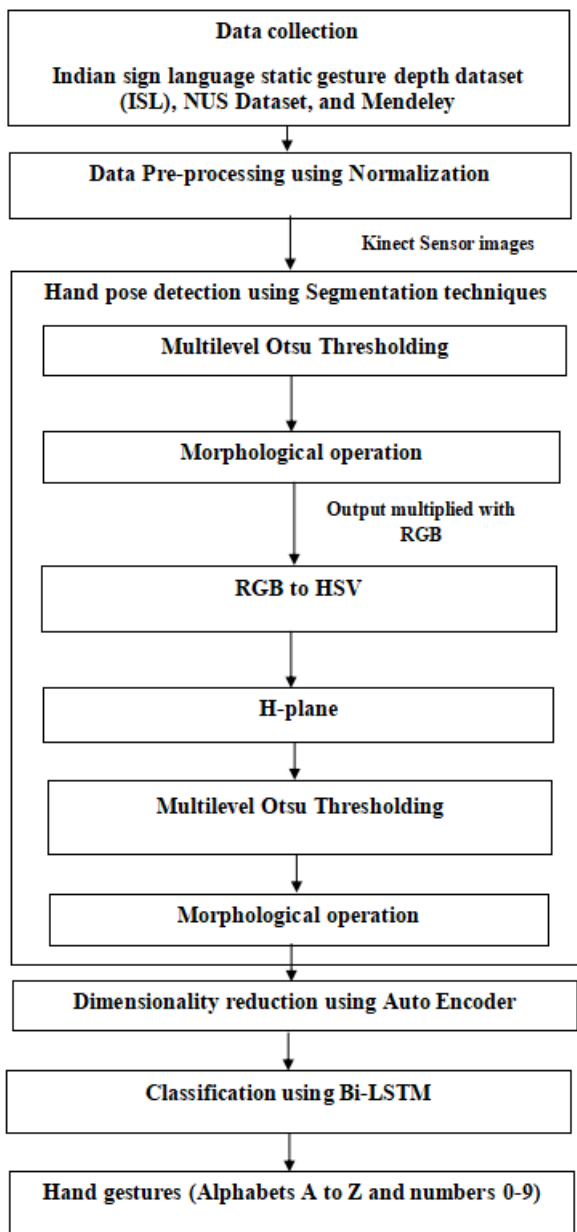 Data collection
Indian sign language static gesture depth dataset
(ISL), NUS Dataset, and Mendeley
Data Pre-processing using Normalization
Kinect Sensor images
Hand pose detection using Segmentation techniques
Multilevel Otsu Thresholding
Morphological operation
Output multiplied with
RGB
RGB to HSV
H-plane
Multilevel Otsu Thresholding
Morphological operation
Dimensionality reduction using Auto Encoder
Classification using Bi-LSTM
Hand gestures (Alphabets A to Z and numbers 0-9)